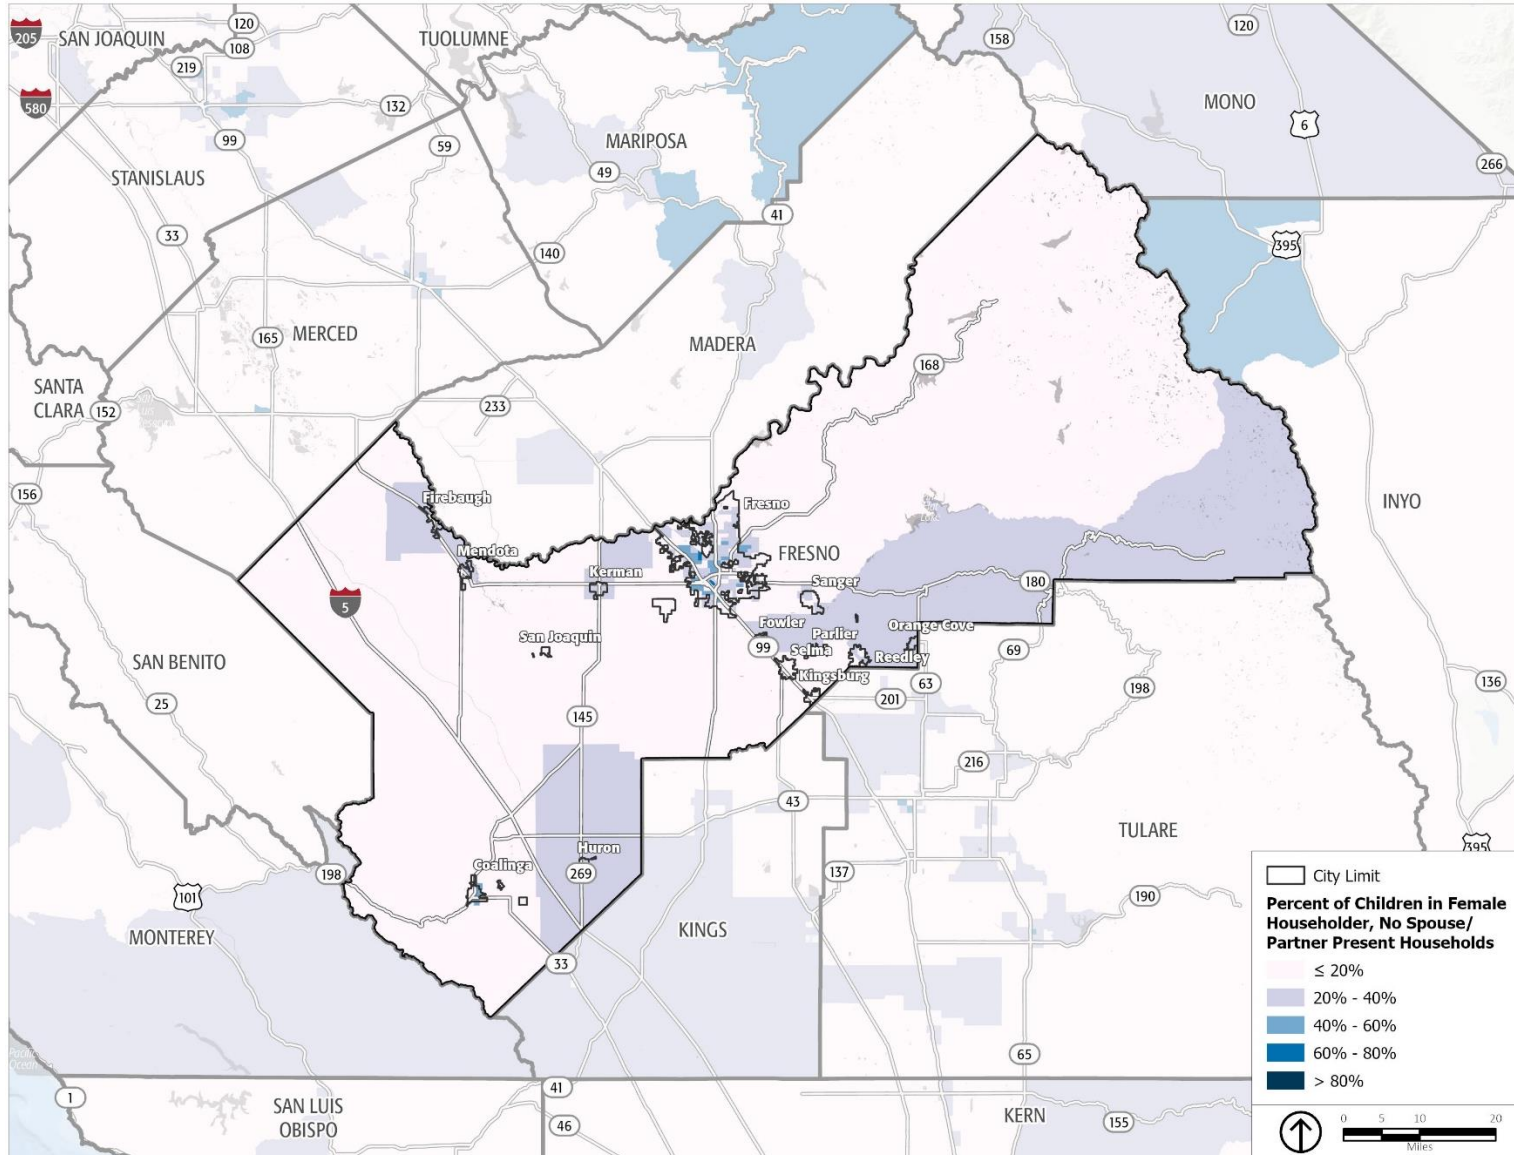 205
SAN JOAQUIN
120
108
219
TUOLUMNE
158
120
580
132
99
59
MARIPOSA
49
MONO
6
266
STANISLAUS
33
41
140
395
165
MERCED
MADERA
168
SANTA
CLARA
152
233
156
Firebaugh
Fresno
INYO
Mendota
FRESNO
Kerman
Sanger
180
5
Fowler
Orange Cove
Parlier
San Joaquin
99
Selma
Reedley
69
SAN BENITO
Kingsburg
63
198
136
25
201
145
216
43
TULARE
395
Huron
Coalinga
198
269
137
101
190
MONTEREY
KINGS
33
65
Pacific
Ocean
1
41
SAN LUIS
OBISPO
46
KERN
155
City Limit
Percent of Children in Female
Householder, No Spouse/
Partner Present Households
≤ 20%
20% - 40%
40% - 60%
60% - 80%
> 80%
0 5 10 20
Miles